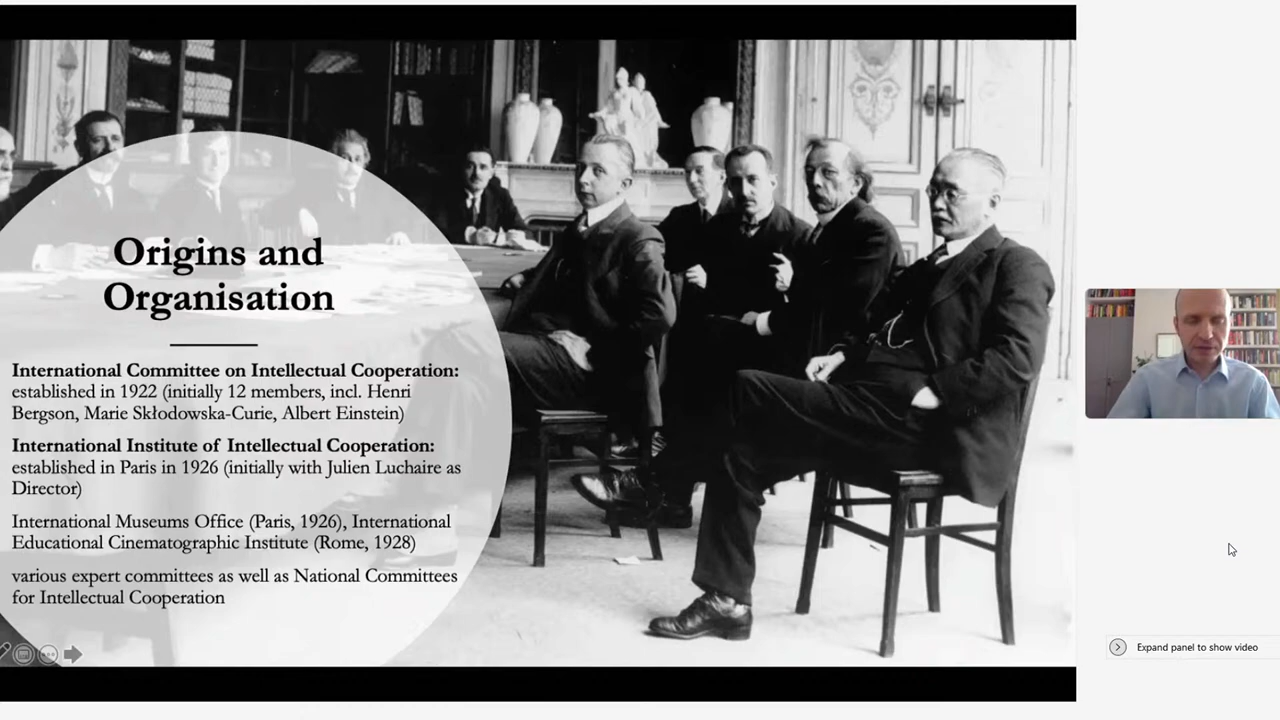 Origins and
Organisation
International Committee on Intellectual Cooperation:
established in 1922 (initially 12 members, incl. Henri
Bergson, Marie Skłodowska-Curie, Albert Einstein)
International Institute of Intellectual Cooperation:
established in Paris in 1926 (initially with Julien Luchaire as
Director)
International Museums Office (Paris, 1926), International
Educational Cinematographic Institute (Rome, 1928)
various expert committees as well as National Committees
for Intellectual Cooperation
Expand panel to show video